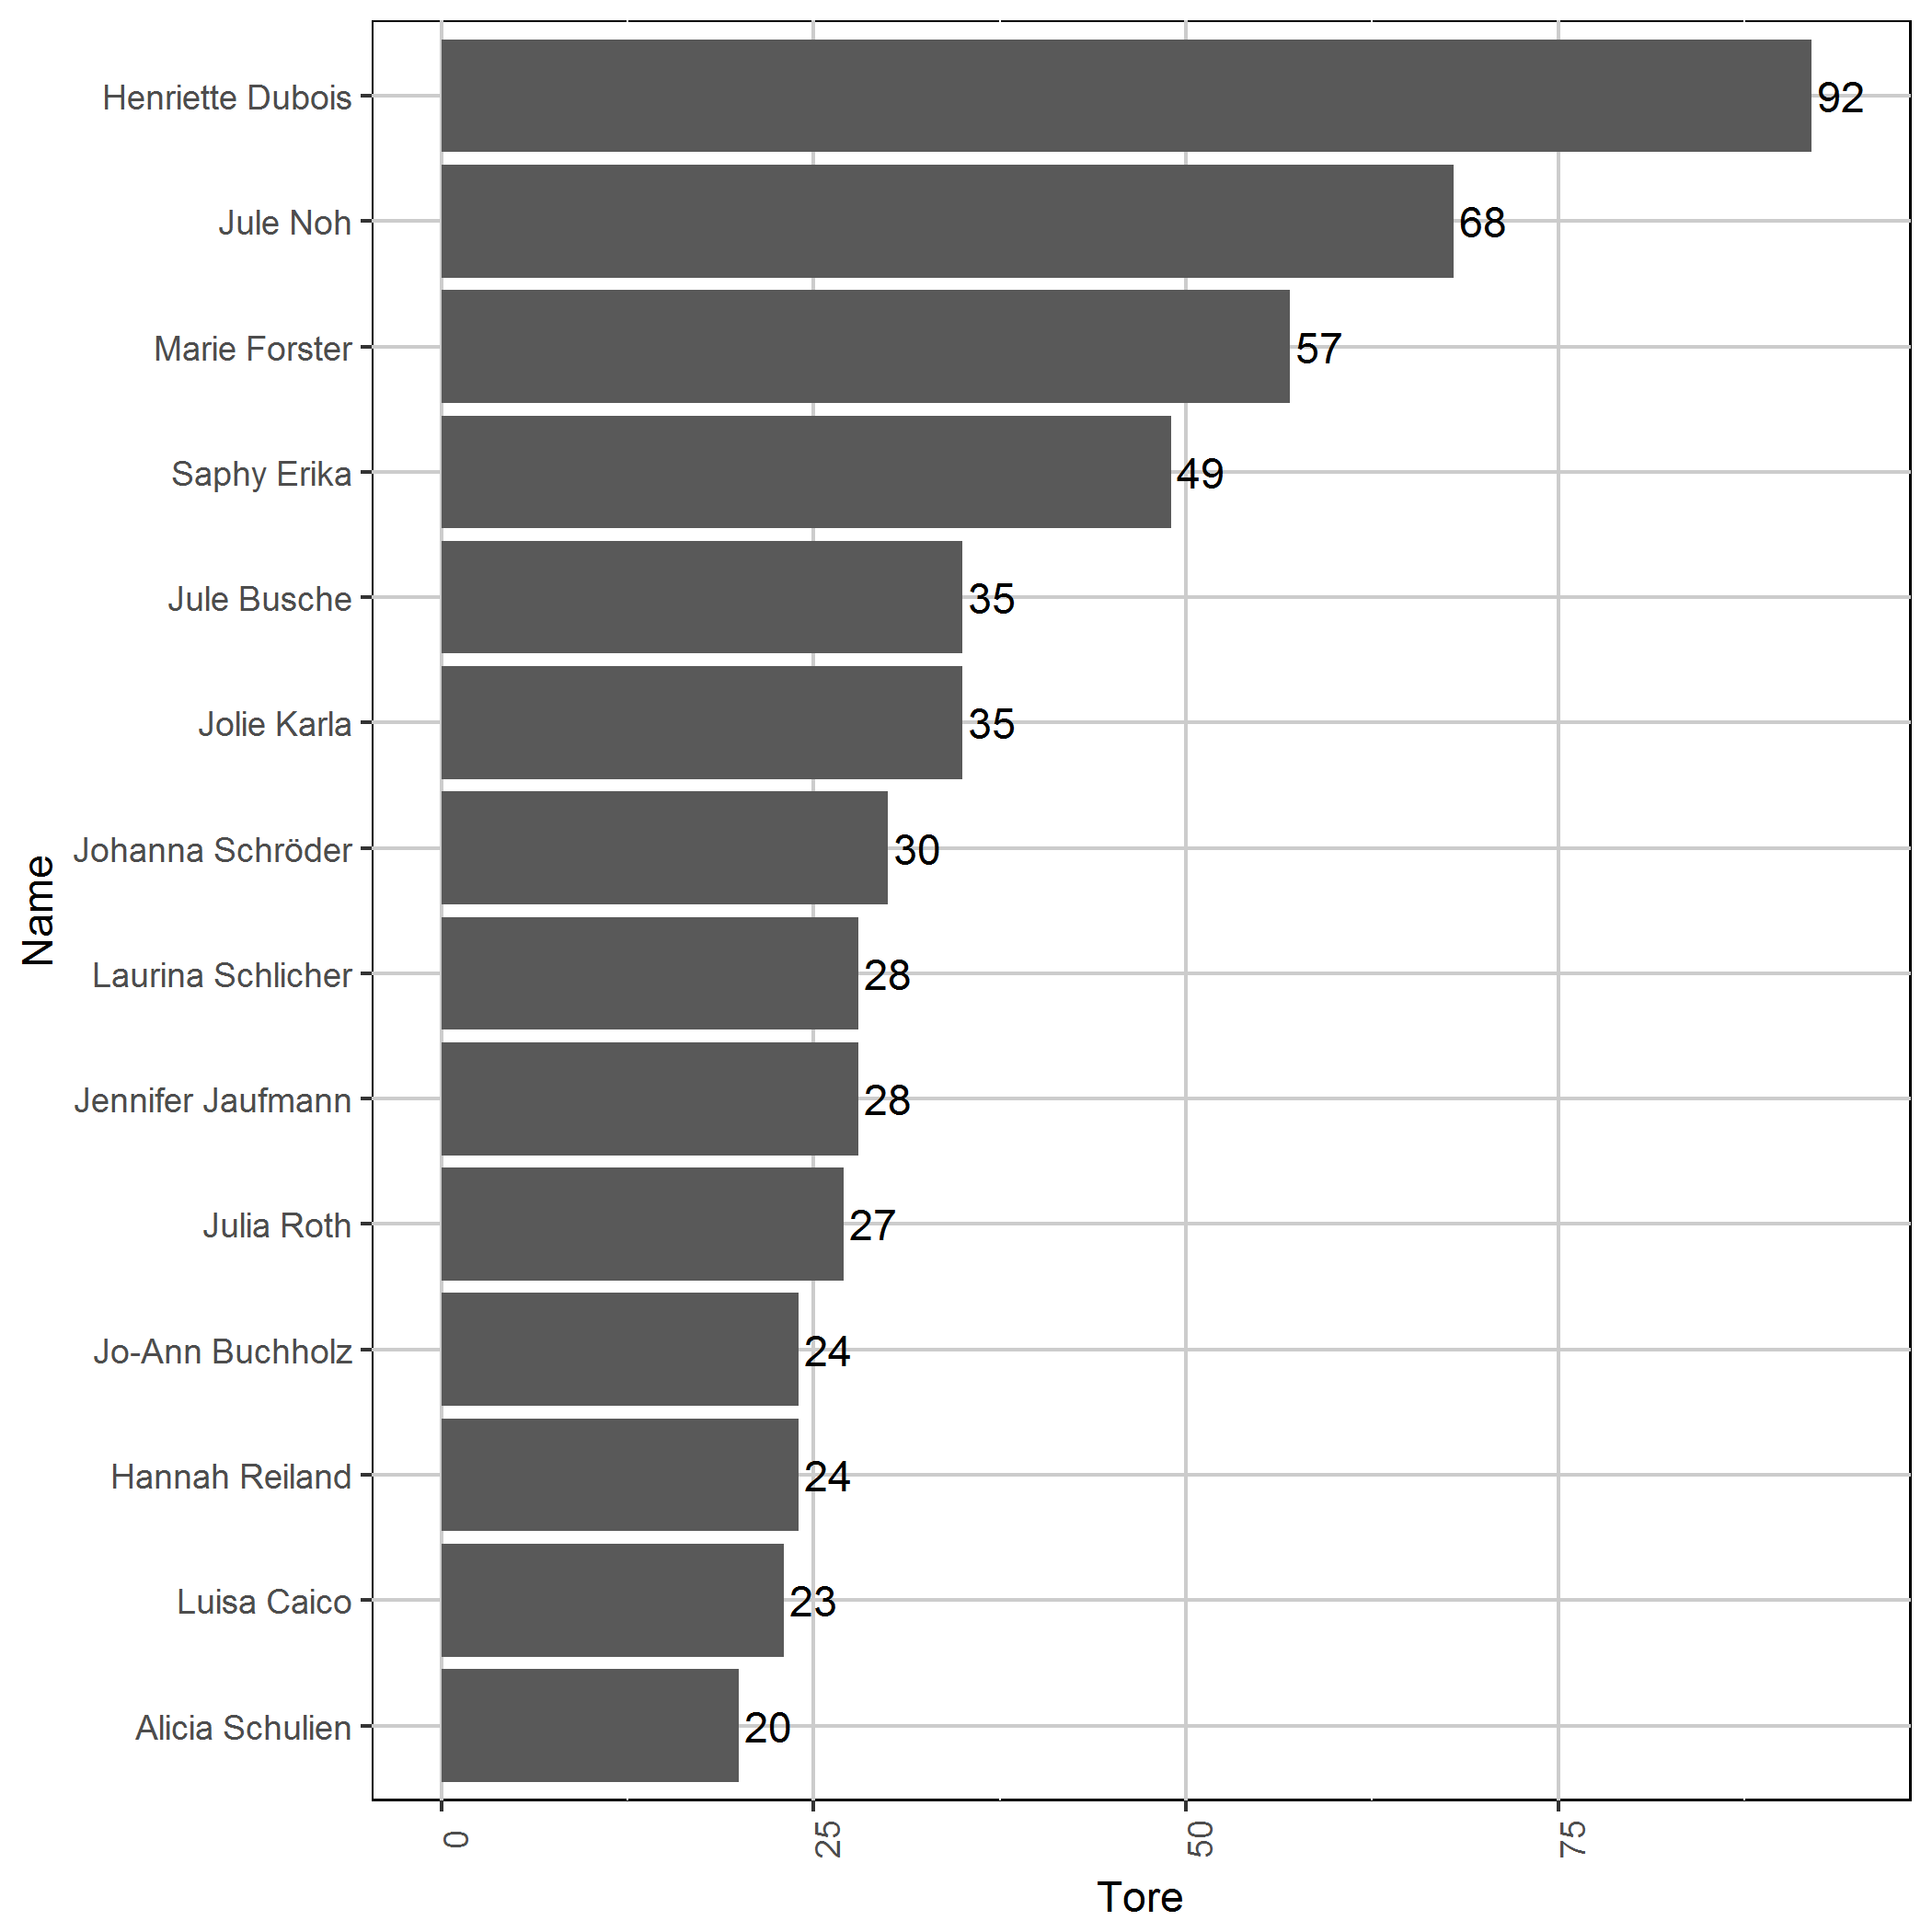 Henriette Dubois 92
Jule Noh 68
Marie Forster 57
Saphy Erika 49
Jule Busche 35
Jolie Karla 35
Johanna Schröder 30
Laurina Schlicher 28
Jennifer Jaufmann 28
Julia Roth 27
Jo-Ann Buchholz 24
Hannah Reiland 24
Luisa Caico 23
Alicia Schulien 20
Name
0 25 50 75
Tore